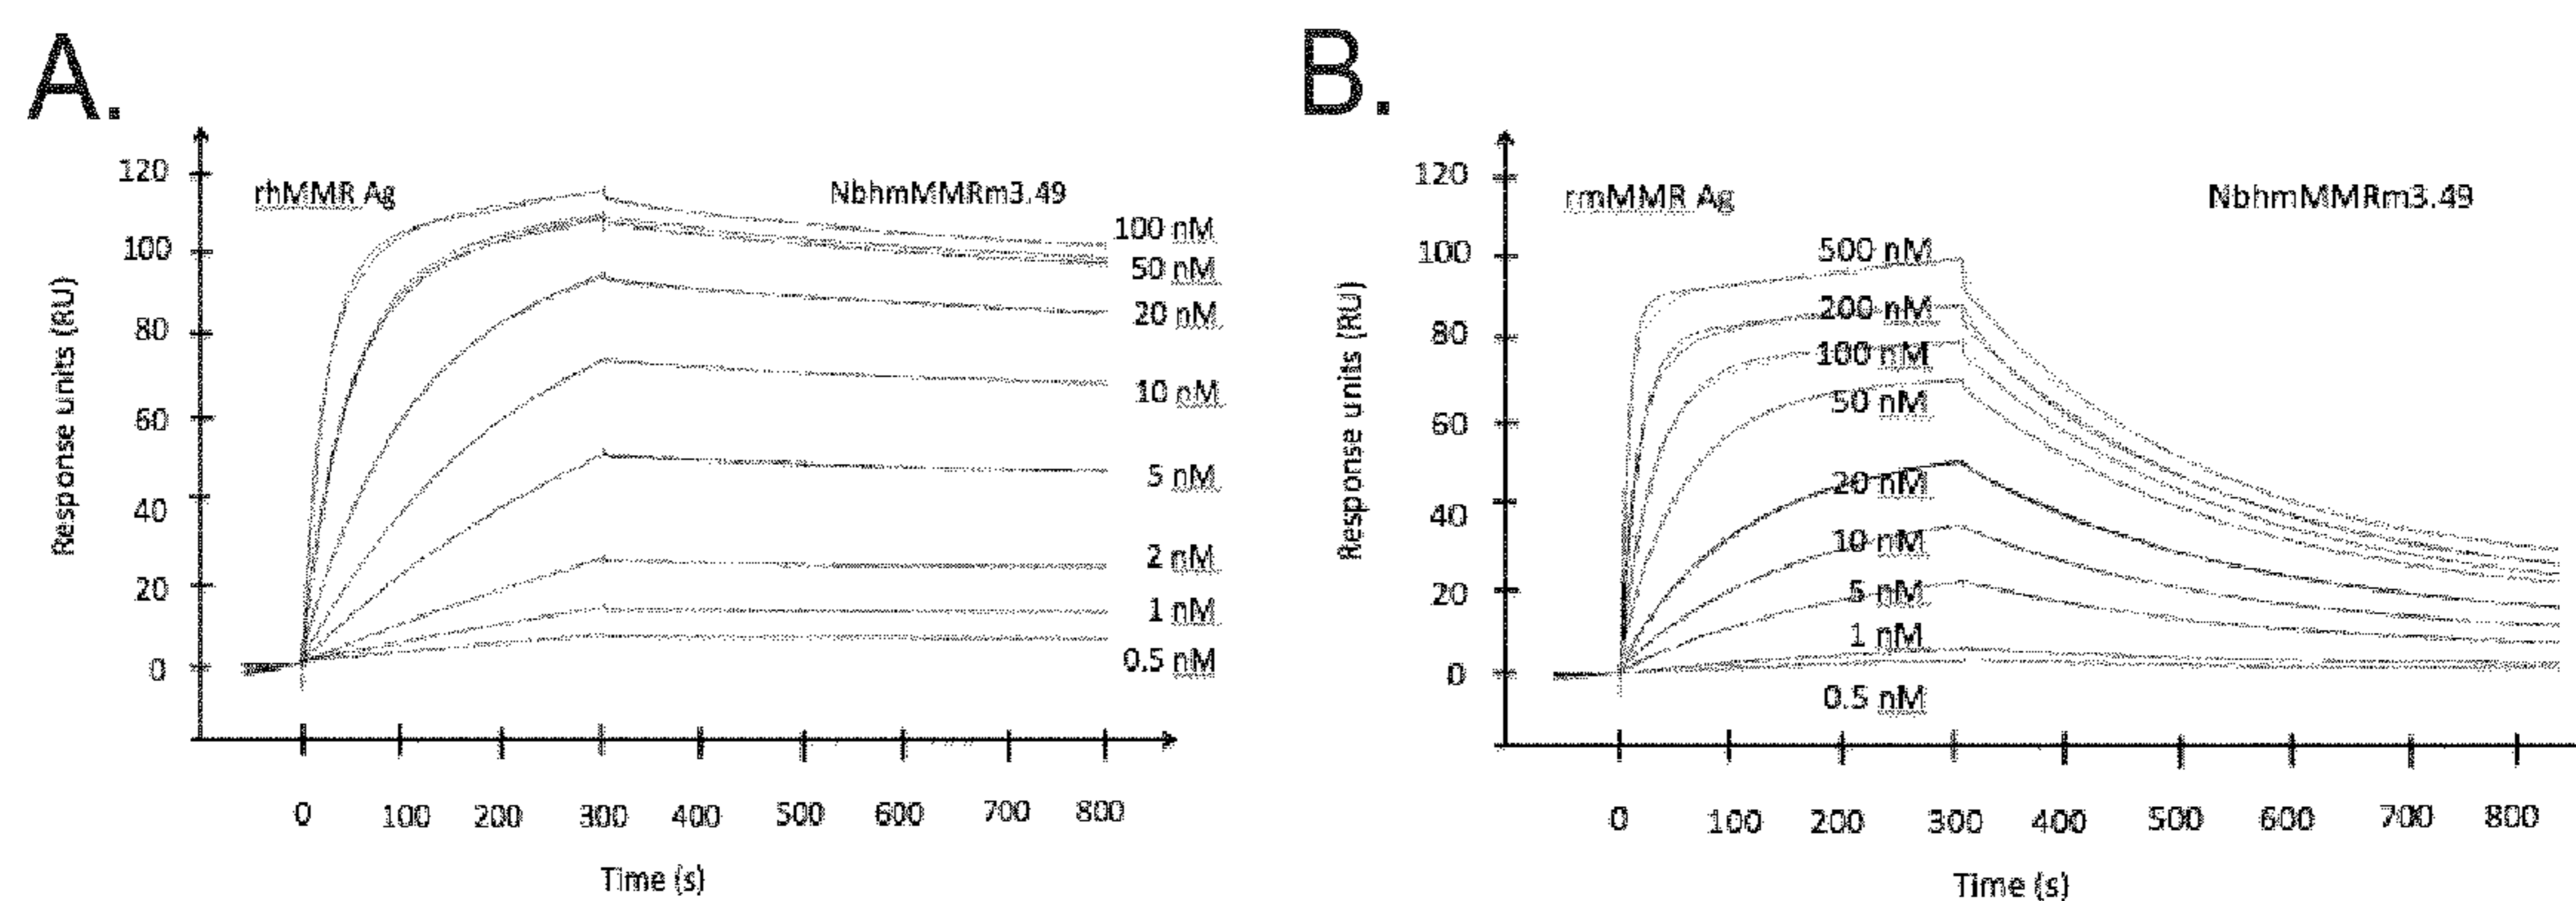 A.
rhMMR Ag
NbhmMMRm3.49
Response units (RU)
120
100
80
60
40
20
0
100 nM
50 nM
20 nM
10 nM
5 nM
2 nM
1 nM
0.5 nM
0 100 200 300 400 500 600 700 800
Time (s)
B.
rmMMR Ag
NbhmMMRm3.49
Response units (RU)
120
100
80
60
40
20
0
500 nM
200 nM
100 nM
50 nM
20 nM
10 nM
5 nM
1 nM
0.5 nM
0 100 200 300 400 500 600 700 800
Time (s)